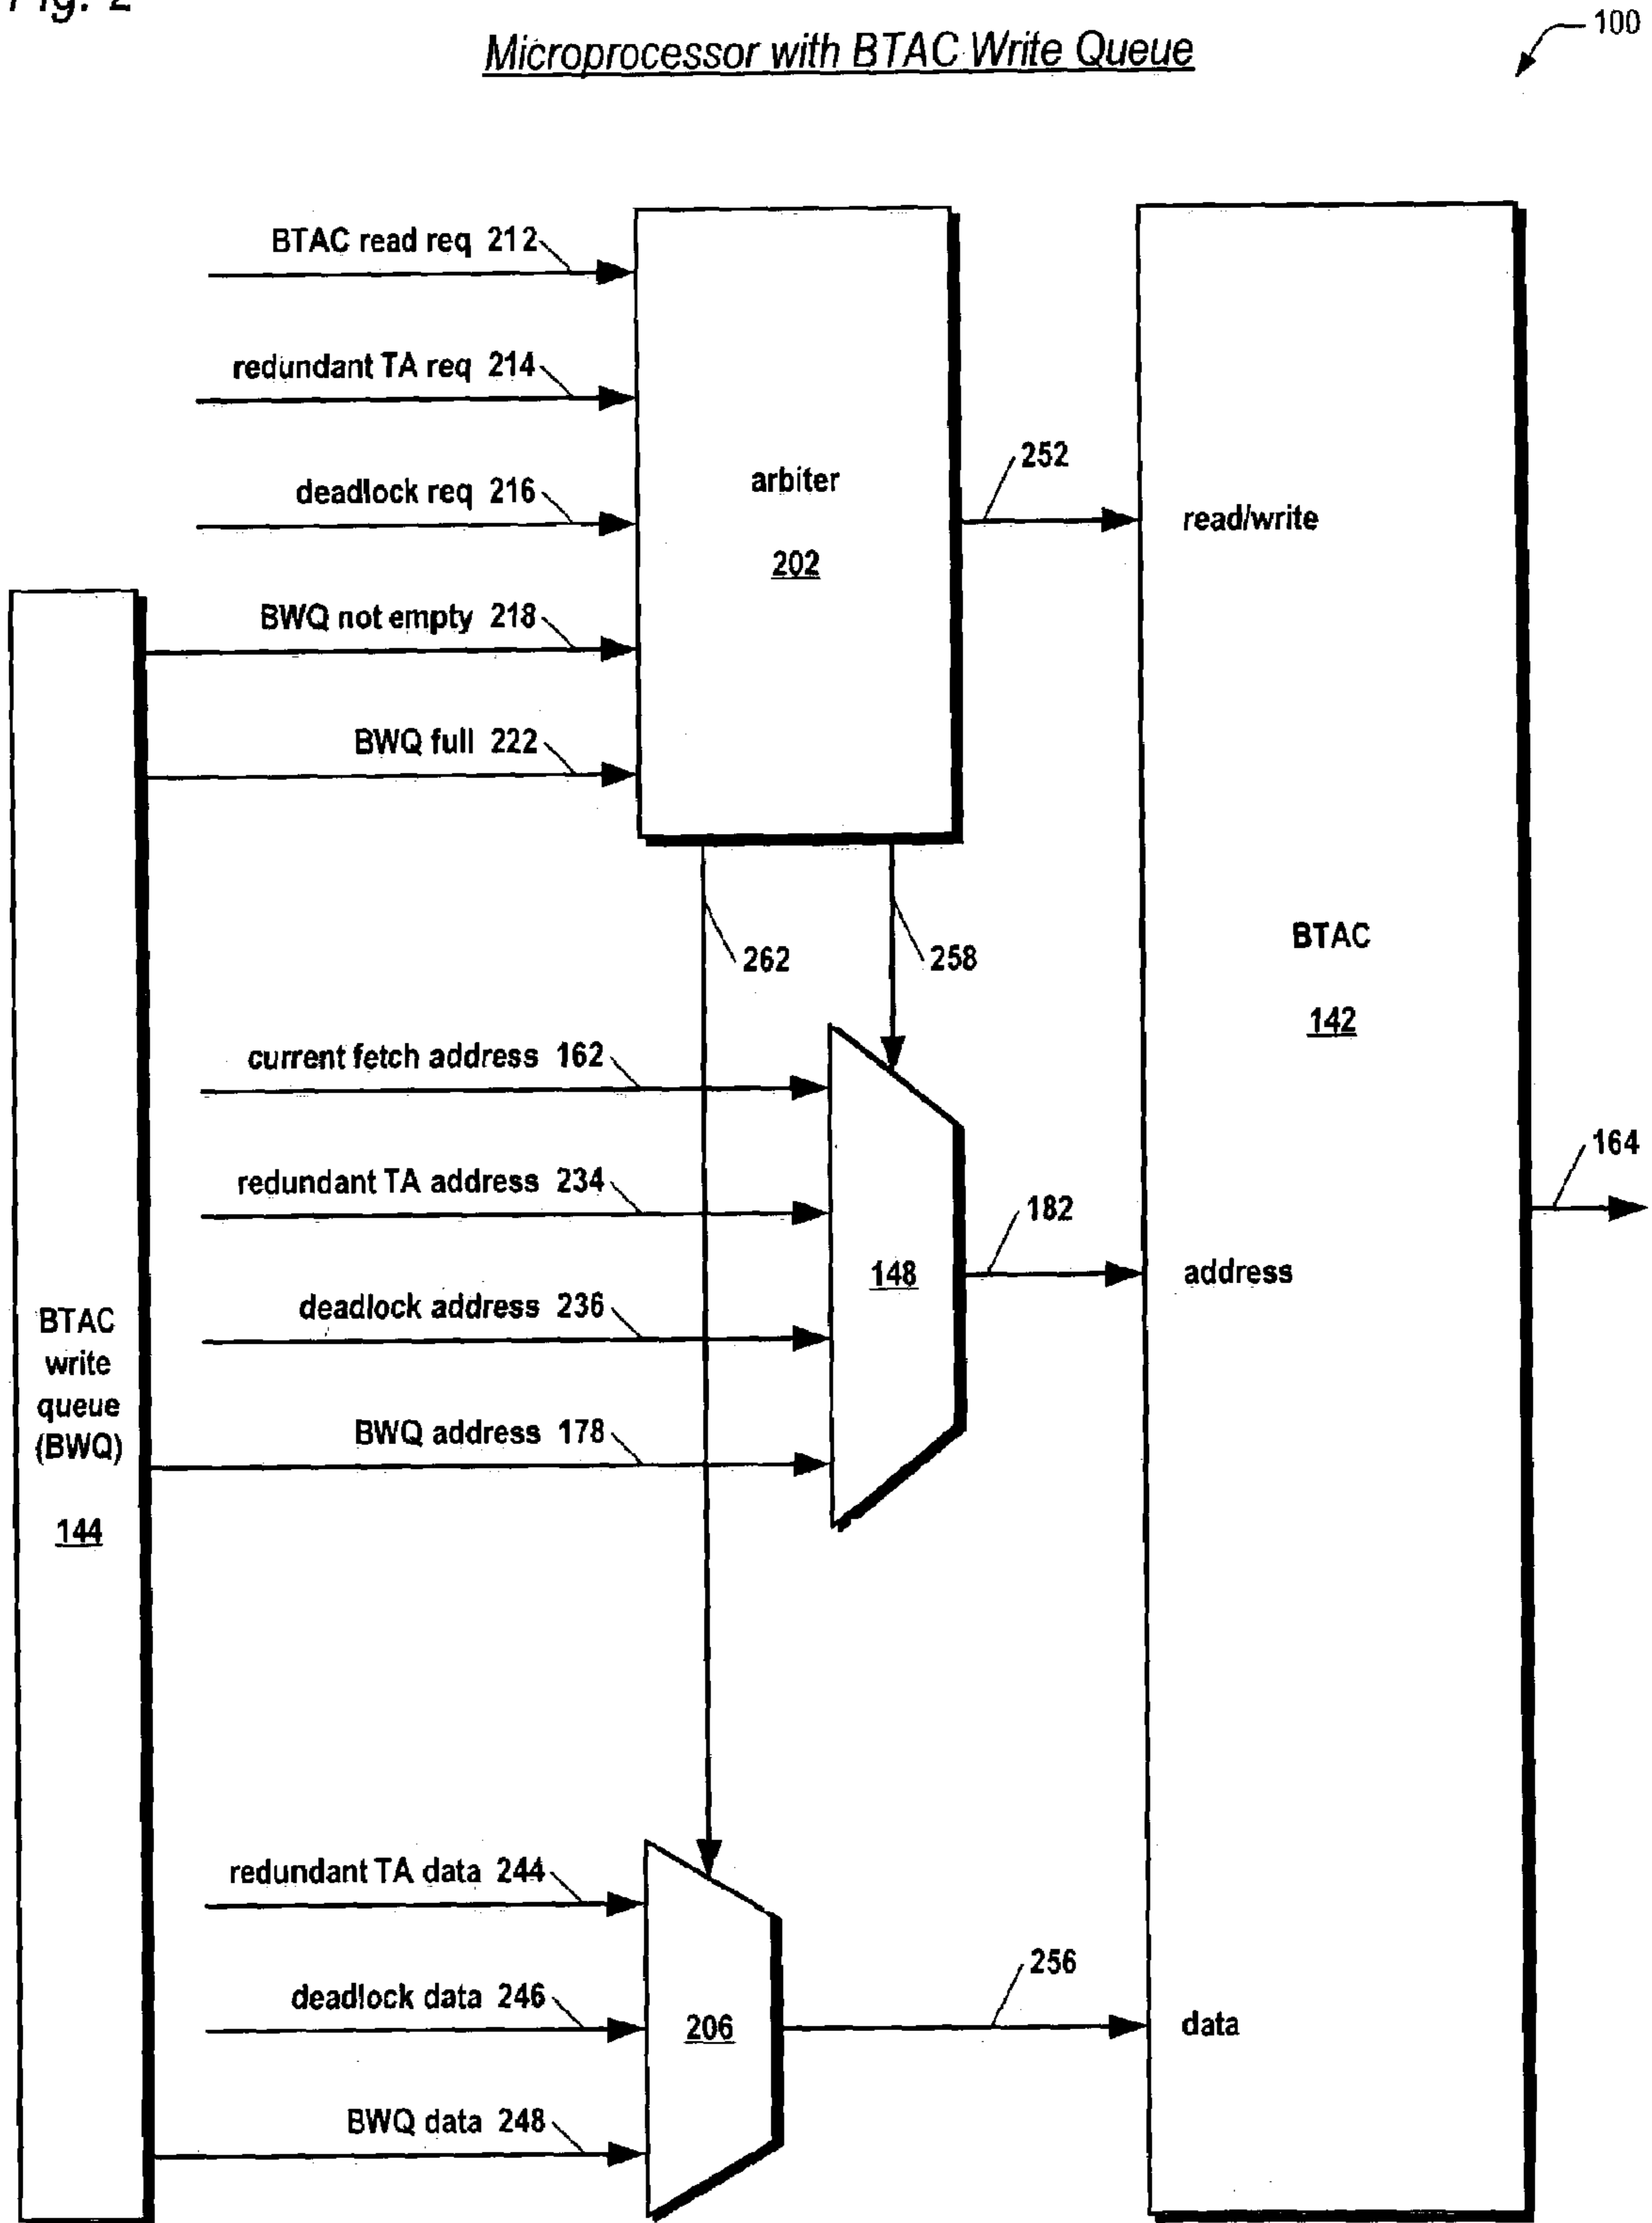 Fig. 2
Microprocessor with BTAC Write Queue
100
BTAC read req 212
redundant TA req 214
deadlock req 216
BWQ not empty 218
BWQ full 222
arbiter
202
252
read/write
262
258
BTAC
142
current fetch address 162
redundant TA address 234
deadlock address 236
BWQ address 178
148
182
address
164
BTAC
write
queue
(BWQ)
144
redundant TA data 244
deadlock data 246
BWQ data 248
206
256
data